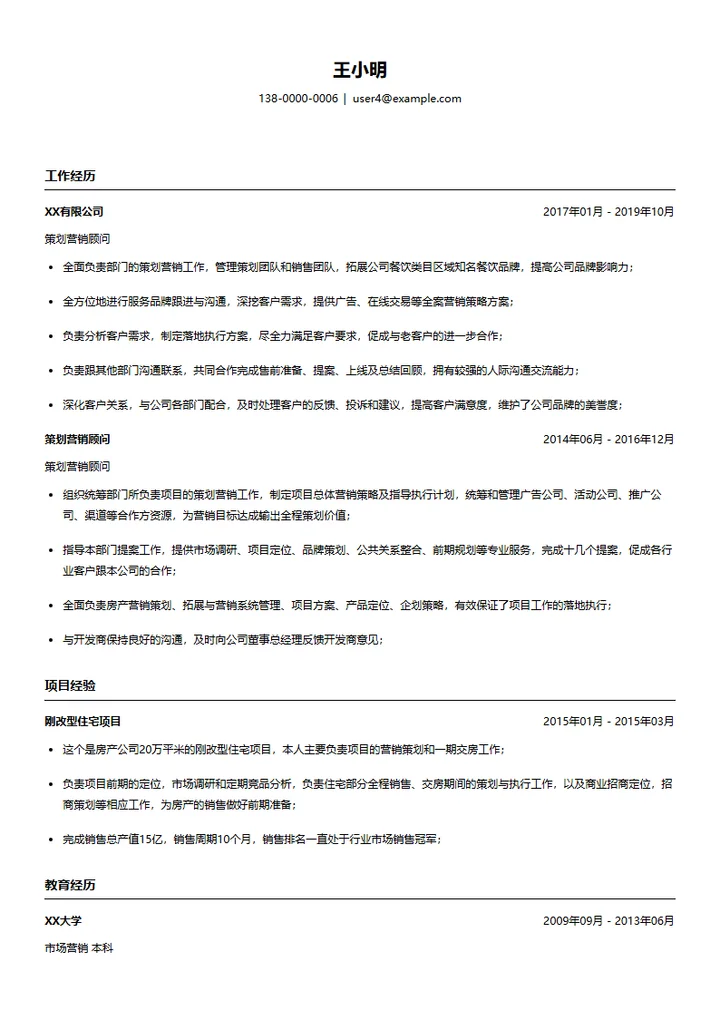 王小明
138-0000-0006 | user4@example.com
工作经历
XX有限公司 2017年01月 - 2019年10月
策划营销顾问
• 全面负责部门的策划营销工作，管理策划团队和销售团队，拓展公司餐饮类目区域知名餐饮品牌，提高公司品牌影响力；
• 全方位地进行服务品牌跟进与沟通，深挖客户需求，提供广告、在线交易等全案营销策略方案；
• 负责分析客户需求，制定落地执行方案，尽全力满足客户要求，促成与老客户的进一步合作；
• 负责跟其他部门沟通联系，共同合作完成售前准备、提案、上线及总结回顾，拥有较强的人际沟通交流能力；
• 深化客户关系，与公司各部门配合，及时处理客户的反馈、投诉和建议，提高客户满意度，维护了公司品牌的美誉度；
策划营销顾问 2014年06月 - 2016年12月
策划营销顾问
• 组织统筹部门所负责项目的策划营销工作，制定项目总体营销策略及指导执行计划，统筹和管理广告公司、活动公司、推广公
司、渠道等合作方资源，为营销目标达成输出全程策划价值；
• 指导本部门提案工作，提供市场调研、项目定位、品牌策划、公共关系整合、前期规划等专业服务，完成十几个提案，促成各行
业客户跟本公司的合作；
• 全面负责房产营销策划、拓展与营销系统管理、项目方案、产品定位、企划策略，有效保证了项目工作的落地执行；
• 与开发商保持良好的沟通，及时向公司董事总经理反馈开发商意见；
项目经验
刚改型住宅项目 2015年01月 - 2015年03月
• 这个是房产公司20万平米的刚改型住宅项目，本人主要负责项目的营销策划和一期交房工作；
• 负责项目前期的定位，市场调研和定期竞品分析，负责住宅部分全程销售、交房期间的策划与执行工作，以及商业招商定位，招
商策划等相应工作，为房产的销售做好前期准备；
• 完成销售总产值15亿，销售周期10个月，销售排名一直处于行业市场销售冠军；
教育经历
XX大学 2009年09月 - 2013年06月
市场营销 本科